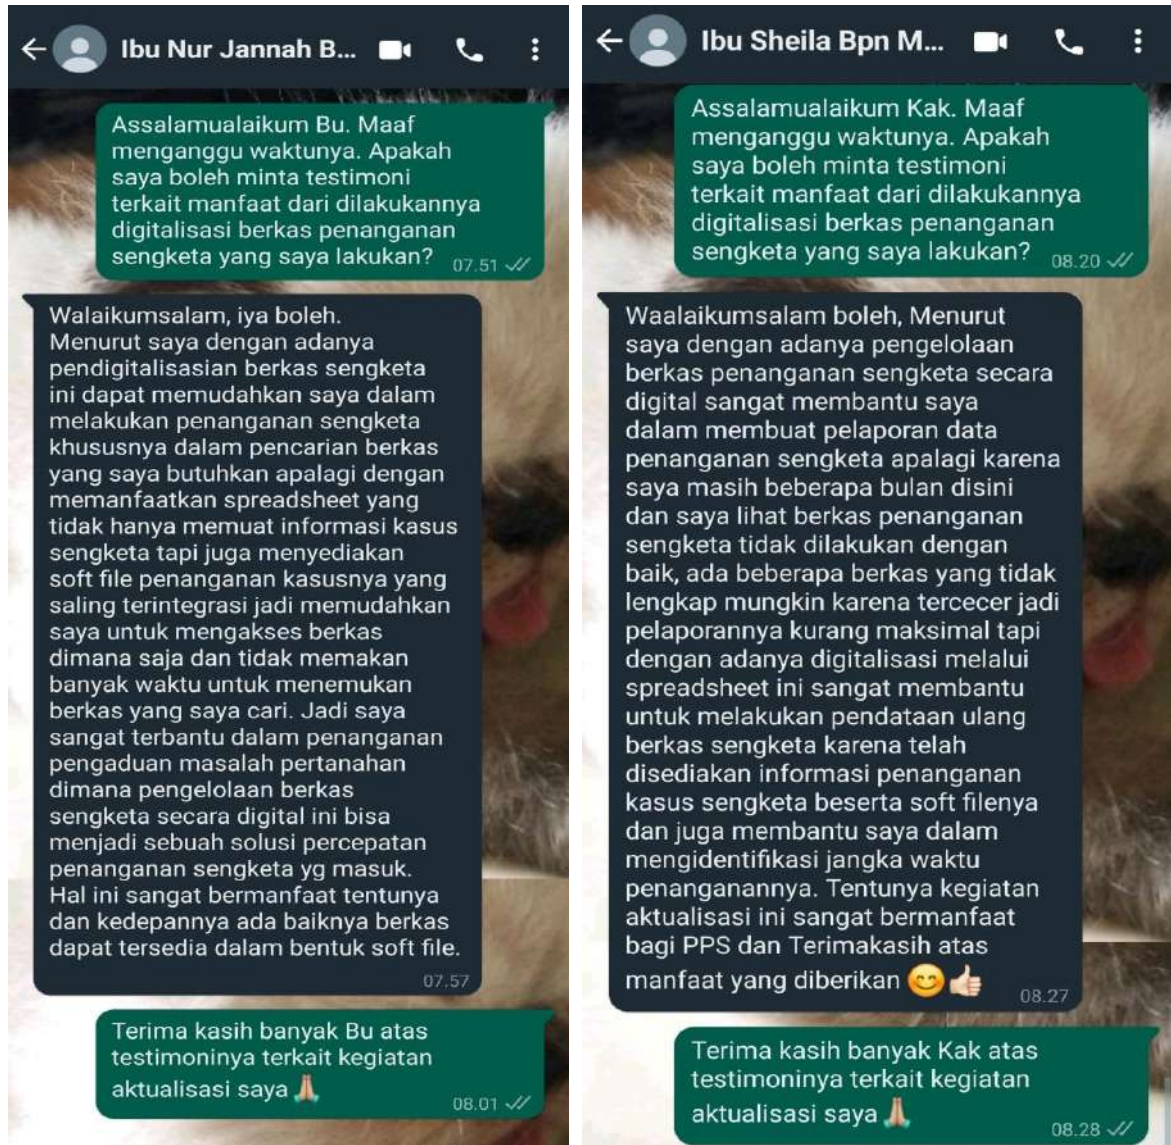 Ibu Nur Jannah B...
Assalamualaikum Bu. Maaf
menganggu waktunya. Apakah
saya boleh minta testimoni
terkait manfaat dari dilakukannya
digitalisasi berkas penanganan
sengketa yang saya lakukan?
07.51
Walaikumsalam, iya boleh.
Menurut saya dengan adanya
pendigitalisasian berkas sengketa
ini dapat memudahkan saya dalam
melakukan penanganan sengketa
khususnya dalam pencarian berkas
yang saya butuhkan apalagi dengan
memanfaatkan spreadsheet yang
tidak hanya memuat informasi kasus
sengketa tapi juga menyediakan
soft file penanganan kasusnya yang
saling terintegrasi jadi memudahkan
saya untuk mengakses berkas
dimana saja dan tidak memakan
banyak waktu untuk menemukan
berkas yang saya cari. Jadi saya
sangat terbantu dalam penanganan
pengaduan masalah pertanahan
dimana pengelolaan berkas
sengketa secara digital ini bisa
menjadi sebuah solusi percepatan
penanganan sengketa yg masuk.
Hal ini sangat bermanfaat tentunya
dan kedepannya ada baiknya berkas
dapat tersedia dalam bentuk soft file.
07.57
Terima kasih banyak Bu atas
testimoninya terkait kegiatan
aktualisasi saya 🙏🏻
08.01
Ibu Sheila Bpn M...
Assalamualaikum Kak. Maaf
menganggu waktunya. Apakah
saya boleh minta testimoni
terkait manfaat dari dilakukannya
digitalisasi berkas penanganan
sengketa yang saya lakukan?
08.20
Waalaikumsalam boleh, Menurut
saya dengan adanya pengelolaan
berkas penanganan sengketa secara
digital sangat membantu saya
dalam membuat pelaporan data
penanganan sengketa apalagi karena
saya masih beberapa bulan disini
dan saya lihat berkas penanganan
sengketa tidak dilakukan dengan
baik, ada beberapa berkas yang tidak
lengkap mungkin karena tercecer jadi
pelaporannya kurang maksimal tapi
dengan adanya digitalisasi melalui
spreadsheet ini sangat membantu
untuk melakukan pendataan ulang
berkas sengketa karena telah
disediakan informasi penanganan
kasus sengketa beserta soft filenya
dan juga membantu saya dalam
mengidentifikasi jangka waktu
penanganannya. Tentunya kegiatan
aktualisasi ini sangat bermanfaat
bagi PPS dan Terimakasih atas
manfaat yang diberikan 😊👍🏻
08.27
Terima kasih banyak Kak atas
testimoninya terkait kegiatan
aktualisasi saya 🙏🏻
08.28